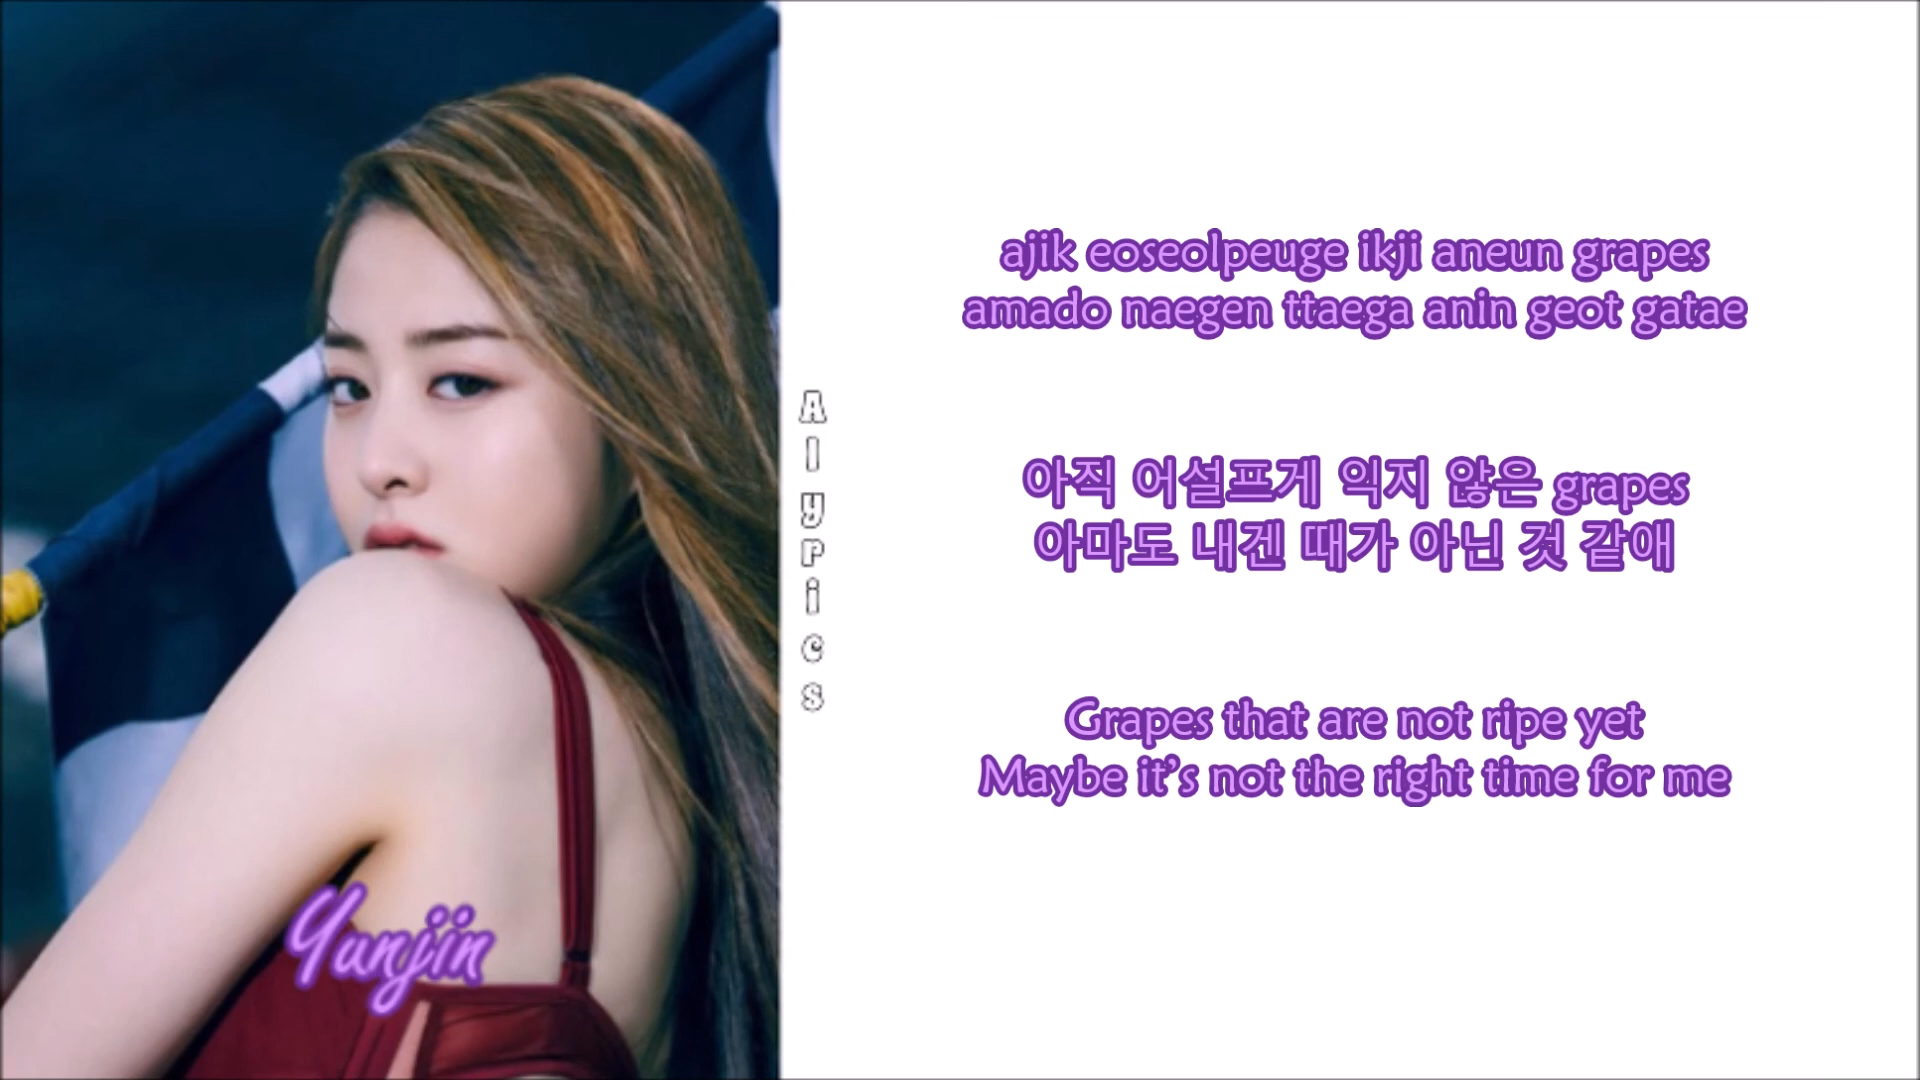 Yunjin
Alypics
ajik eoseolpeuge ikji aneun grapes
amado naegen ttaega anin geot gatae
아직 어설프게 익지 않은 grapes
아마도 내겐 때가 아닌 것 같애
Grapes that are not ripe yet
Maybe it’s not the right time for me